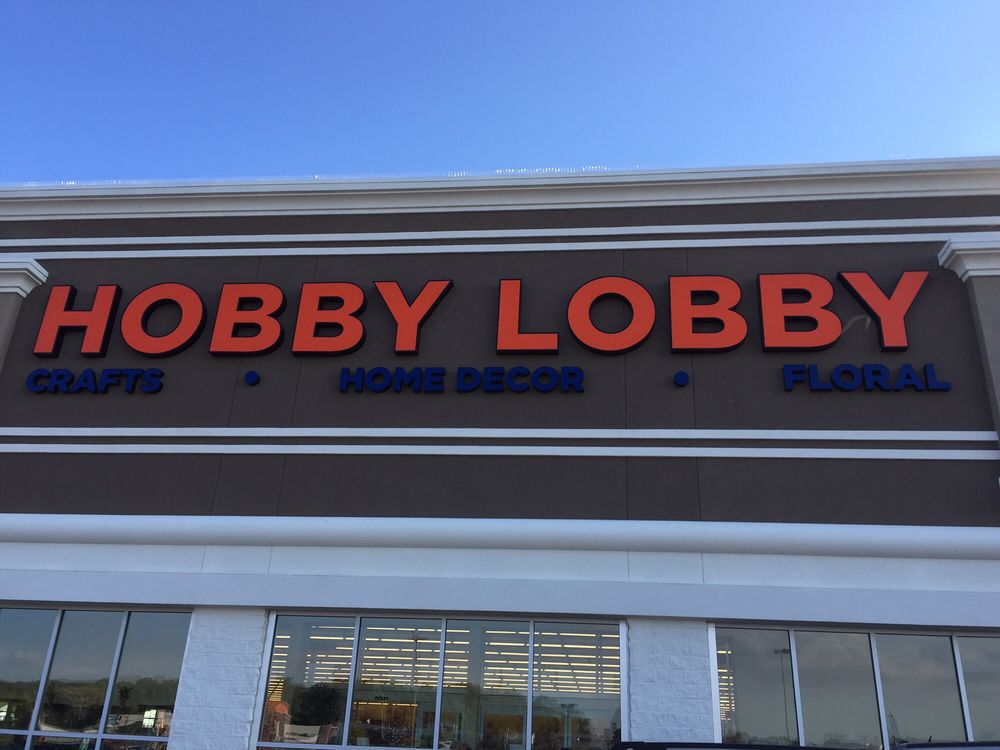 HOBBY LOBBY
CRAFTS • HOME DECOR • FLORAL